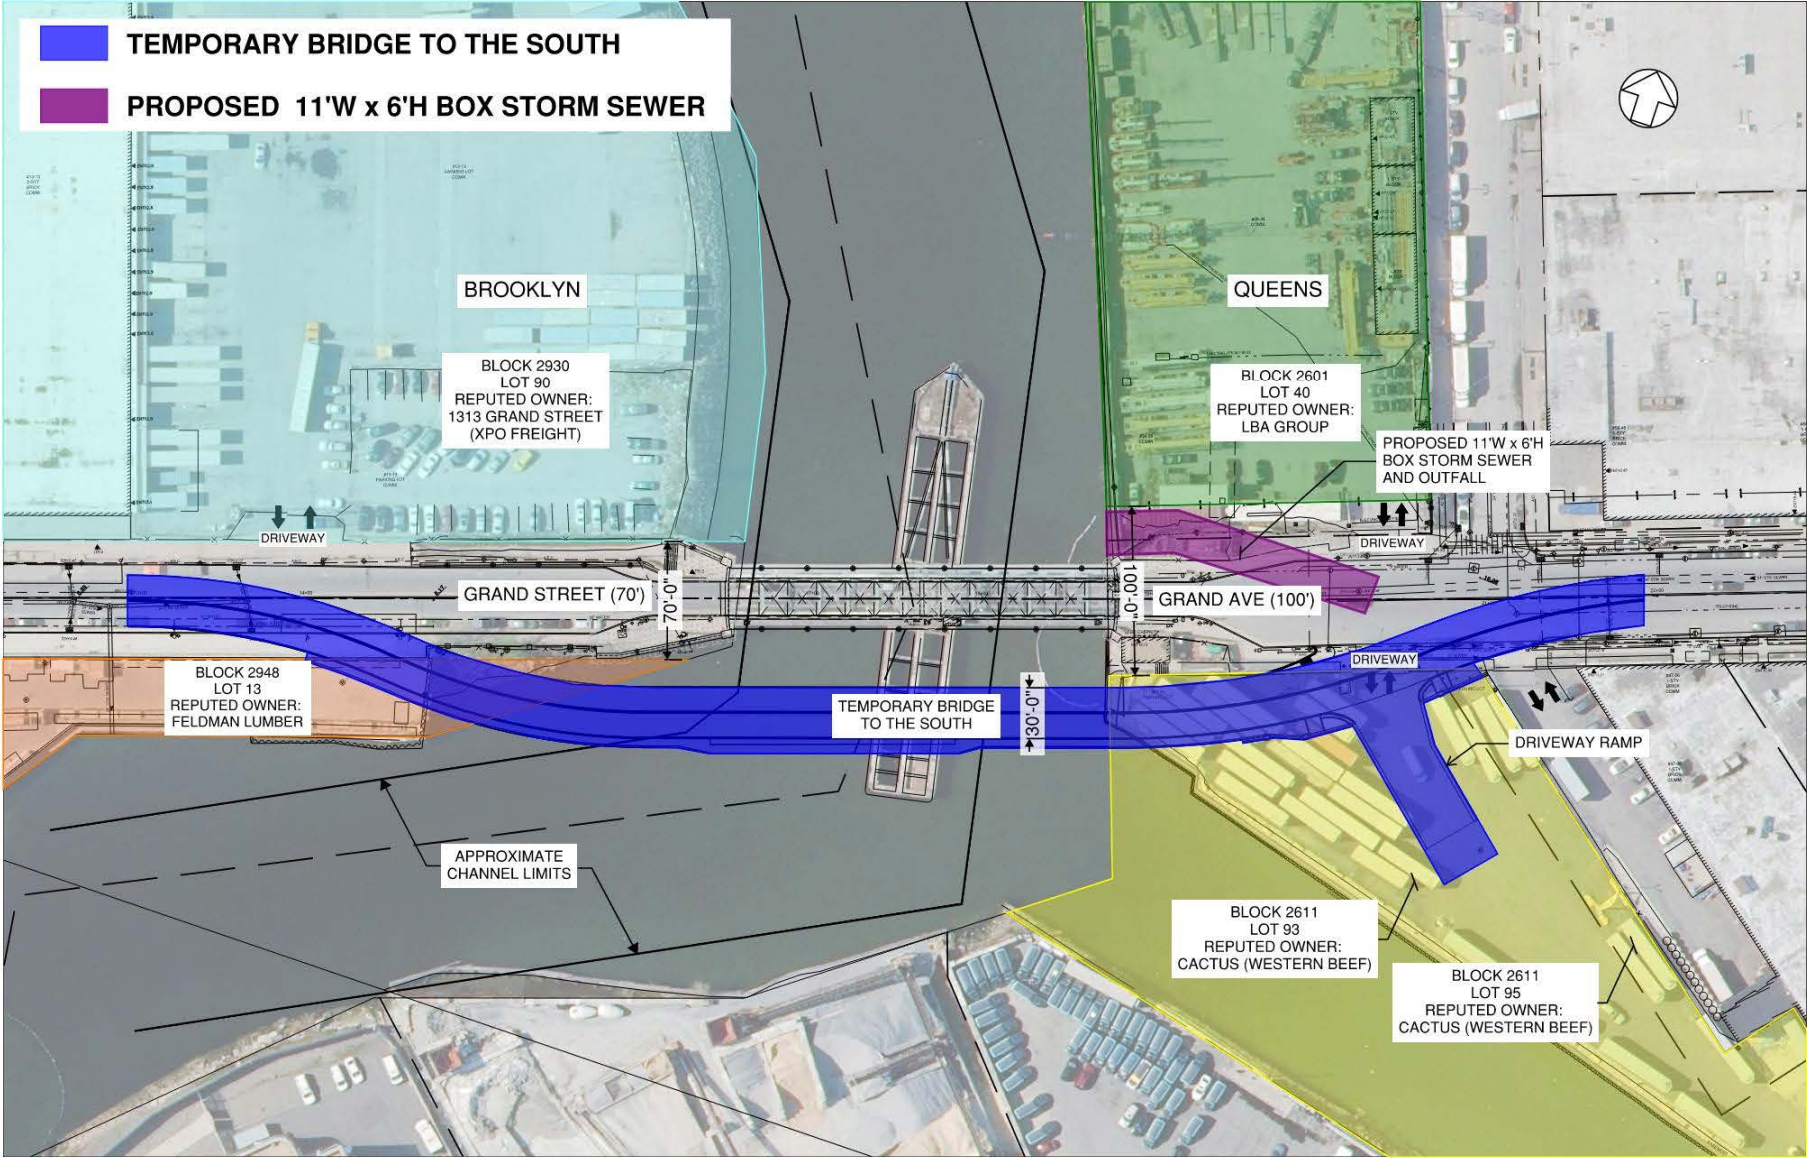 TEMPORARY BRIDGE TO THE SOUTH
PROPOSED 11'W x 6'H BOX STORM SEWER
BROOKLYN
QUEENS
BLOCK 2930
LOT 90
REPUTED OWNER:
1313 GRAND STREET
(XPO FREIGHT)
BLOCK 2601
LOT 40
REPUTED OWNER:
LBA GROUP
PROPOSED 11'W x 6'H
BOX STORM SEWER
AND OUTFALL
DRIVEWAY
DRIVEWAY
GRAND STREET (70')
70'-0"
100'-0"
GRAND AVE (100')
BLOCK 2948
LOT 13
REPUTED OWNER:
FELDMAN LUMBER
DRIVEWAY
TEMPORARY BRIDGE
TO THE SOUTH
30'-0"
DRIVEWAY RAMP
APPROXIMATE
CHANNEL LIMITS
BLOCK 2611
LOT 93
REPUTED OWNER:
CACTUS (WESTERN BEEF)
BLOCK 2611
LOT 95
REPUTED OWNER:
CACTUS (WESTERN BEEF)